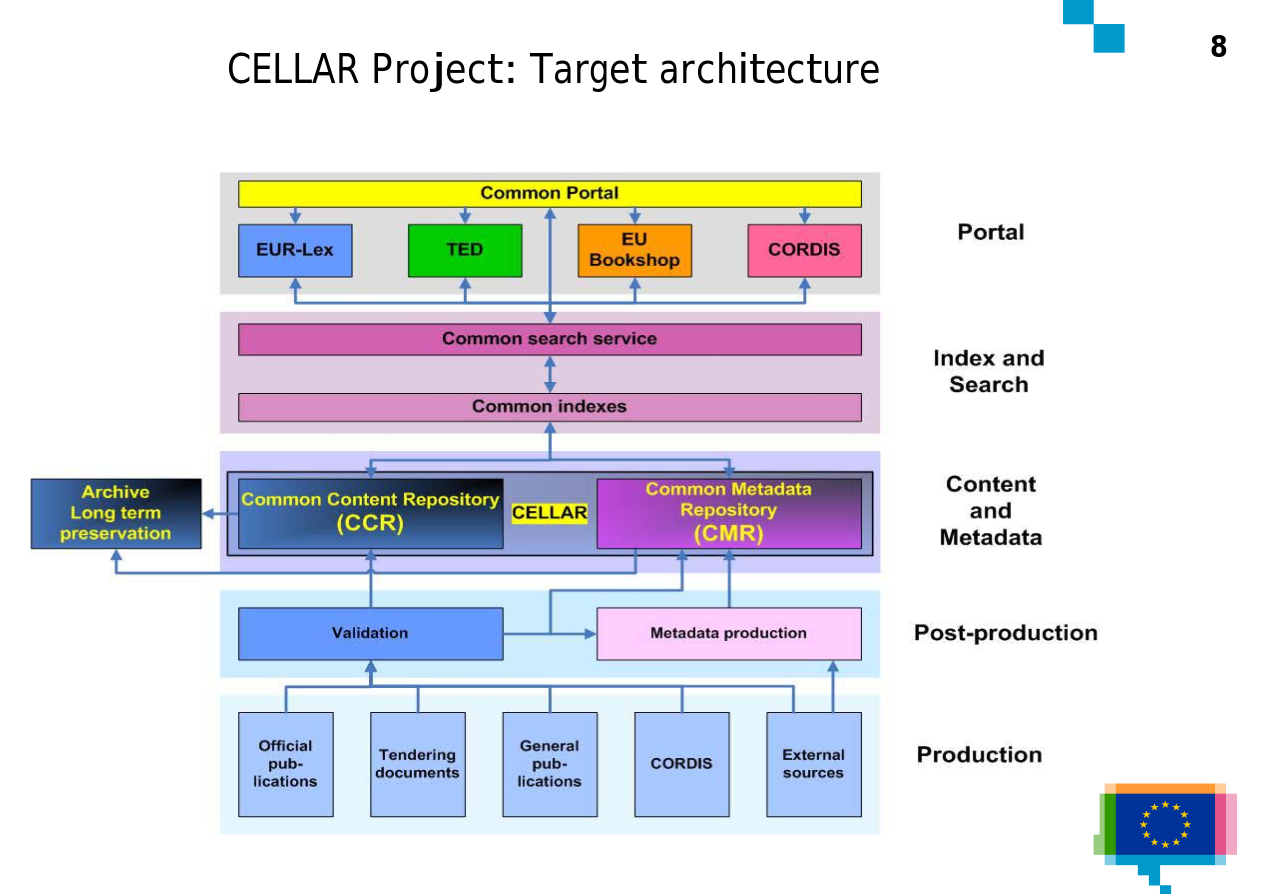 8
CELLAR Project: Target architecture
Common Portal
EUR-Lex
TED
EU
Bookshop
CORDIS
Portal
Common search service
Common indexes
Index and
Search
Archive
Long term
preservation
Common Content Repository
(CCR)
CELLAR
Common Metadata
Repository
(CMR)
Content
and
Metadata
Validation
Metadata production
Post-production
Official
pub-
lications
Tendering
documents
General
pub-
lications
CORDIS
External
sources
Production